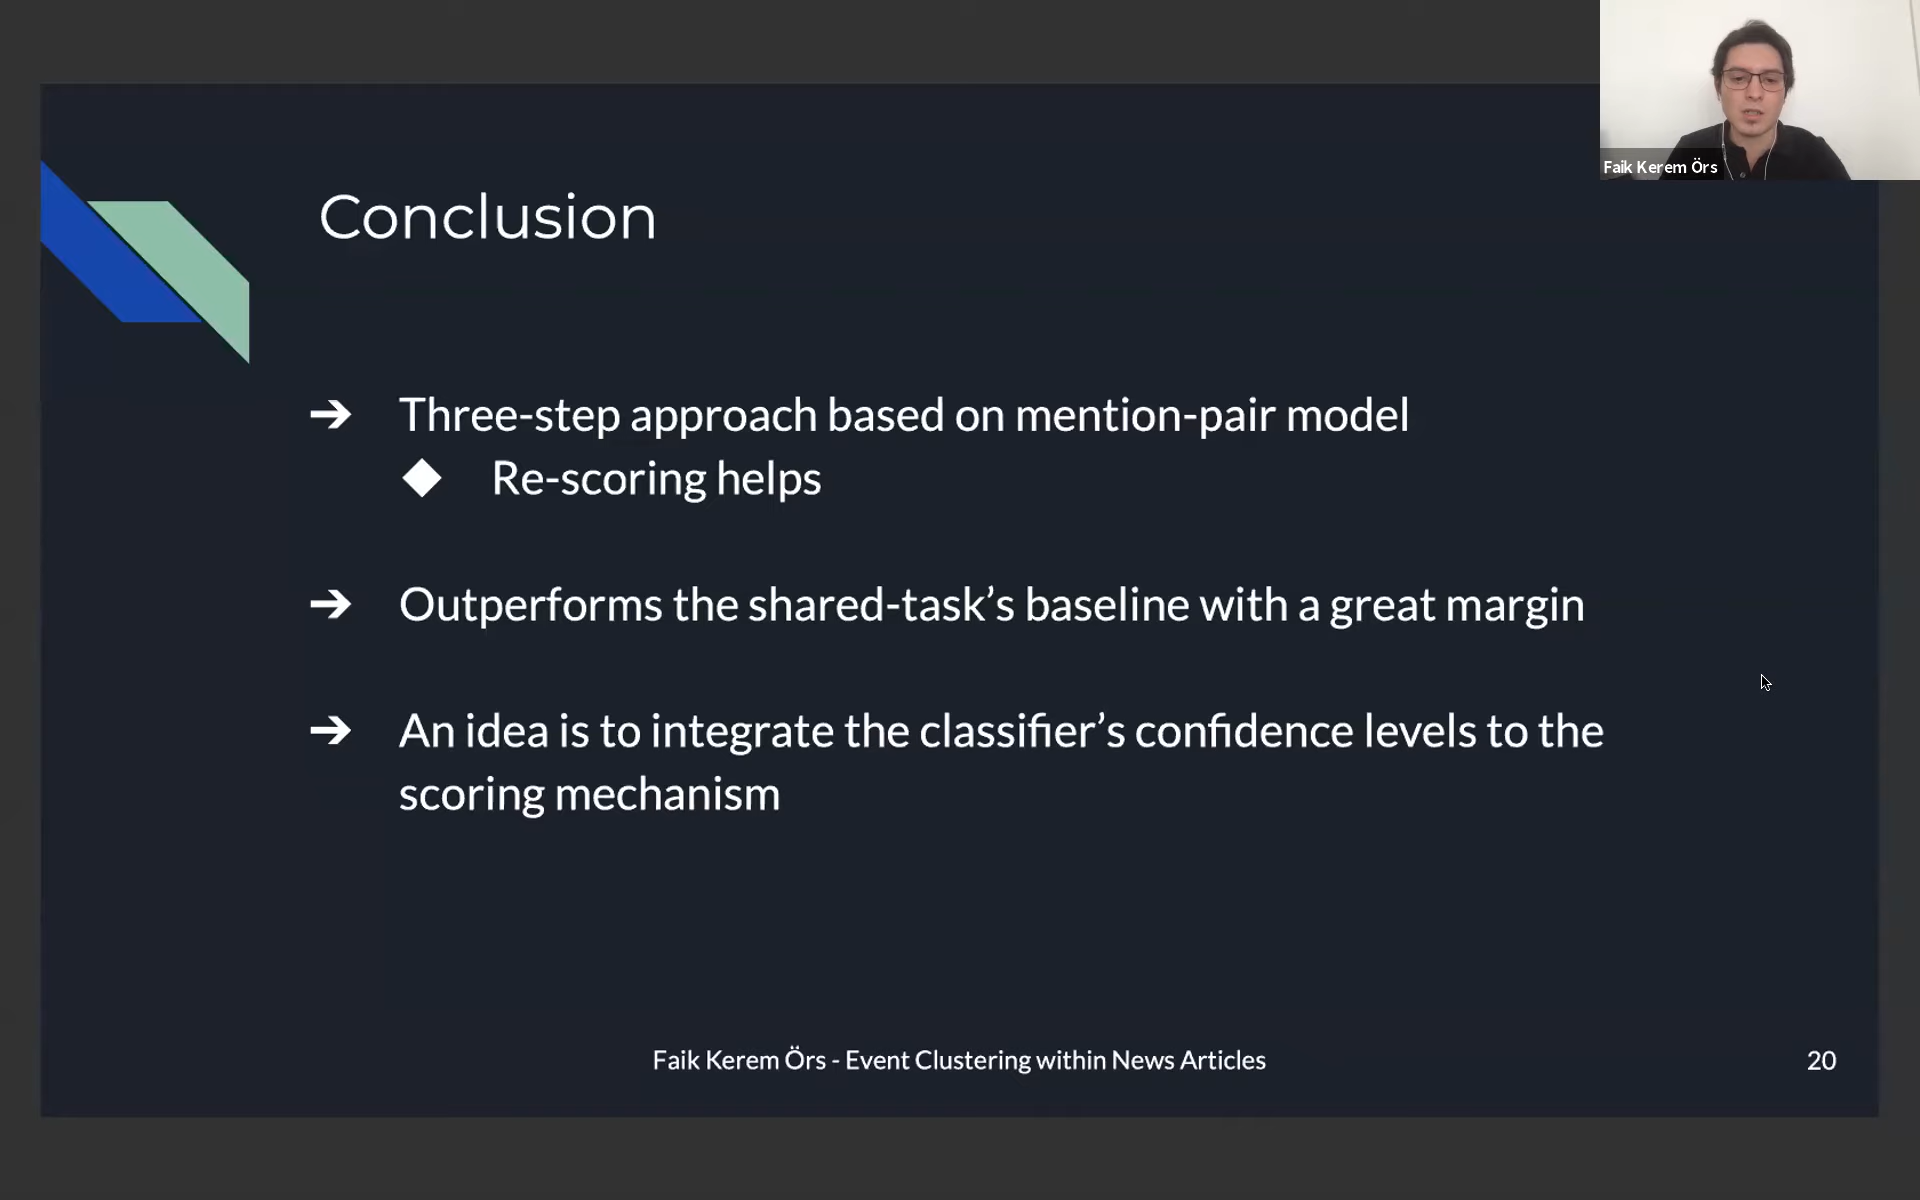 Faik Kerem Örs
Conclusion
➔ Three-step approach based on mention-pair model
◆ Re-scoring helps
➔ Outperforms the shared-task’s baseline with a great margin
➔ An idea is to integrate the classifier’s confidence levels to the
scoring mechanism
Faik Kerem Örs - Event Clustering within News Articles
20